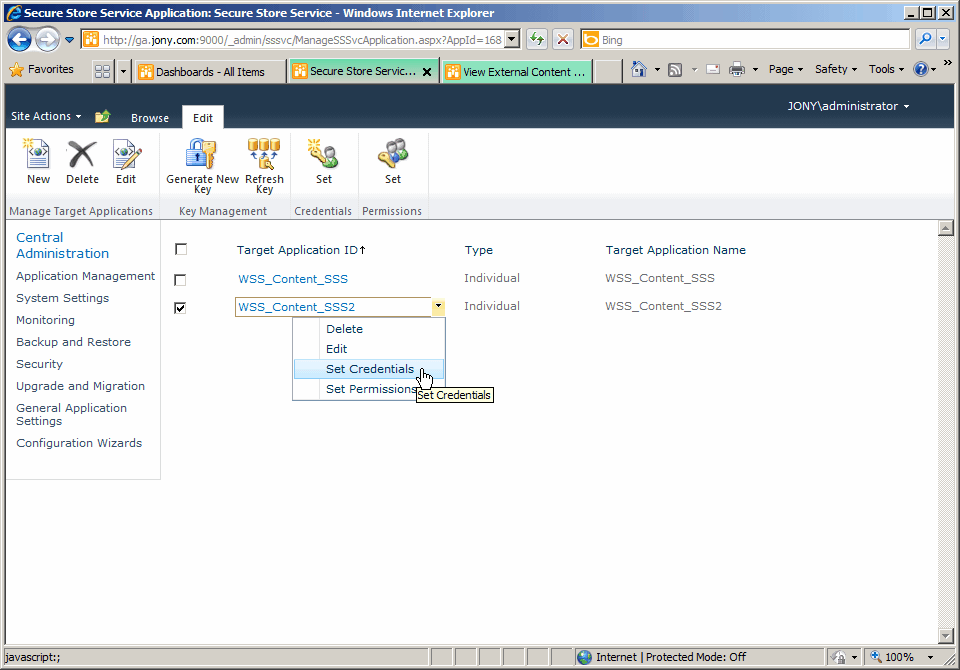 Secure Store Service Application: Secure Store Service - Windows Internet Explorer
http://ga.jony.com:9000/_admin/sssvc/ManageSSSvcApplication.aspx?AppId=168
Bing
Favorites
Dashboards - All Items
Secure Store Servic...
View External Content ...
Page
Safety
Tools
»
JONY\administrator
Site Actions
Browse
Edit
New
Delete
Edit
Generate New Key
Refresh Key
Set
Set
Manage Target Applications
Key Management
Credentials
Permissions
Central
Administration
Application Management
System Settings
Monitoring
Backup and Restore
Security
Upgrade and Migration
General Application
Settings
Configuration Wizards
Target Application ID↑
Type
Target Application Name
WSS_Content_SSS
Individual
WSS_Content_SSS
WSS_Content_SSS2
Individual
WSS_Content_SSS2
Delete
Edit
Set Credentials
Set Permissions
Set Credentials
javascript:;
Internet | Protected Mode: Off
100%